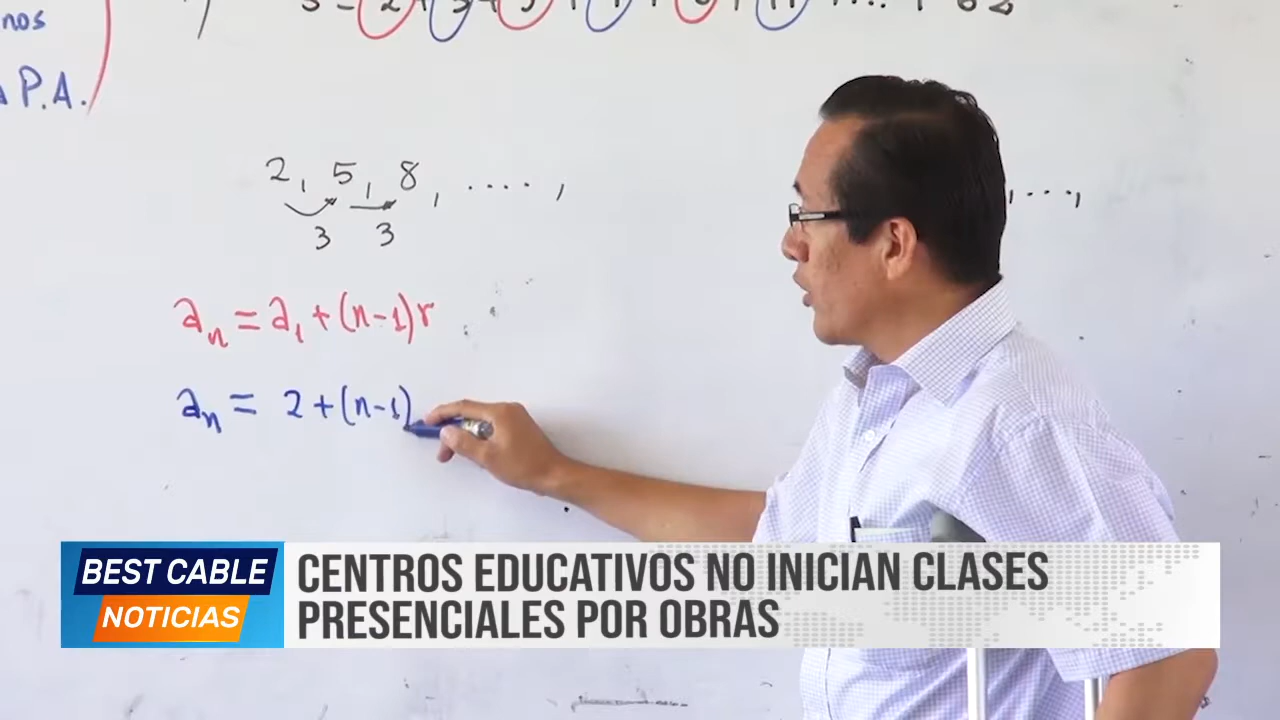 nos
P.A.
2, 5, 8, ....,
, ...,
3 3
an = a1 + (n-1)r
an = 2 + (n-1)
BEST CABLE
NOTICIAS
CENTROS EDUCATIVOS NO INICIAN CLASES
PRESENCIALES POR OBRAS